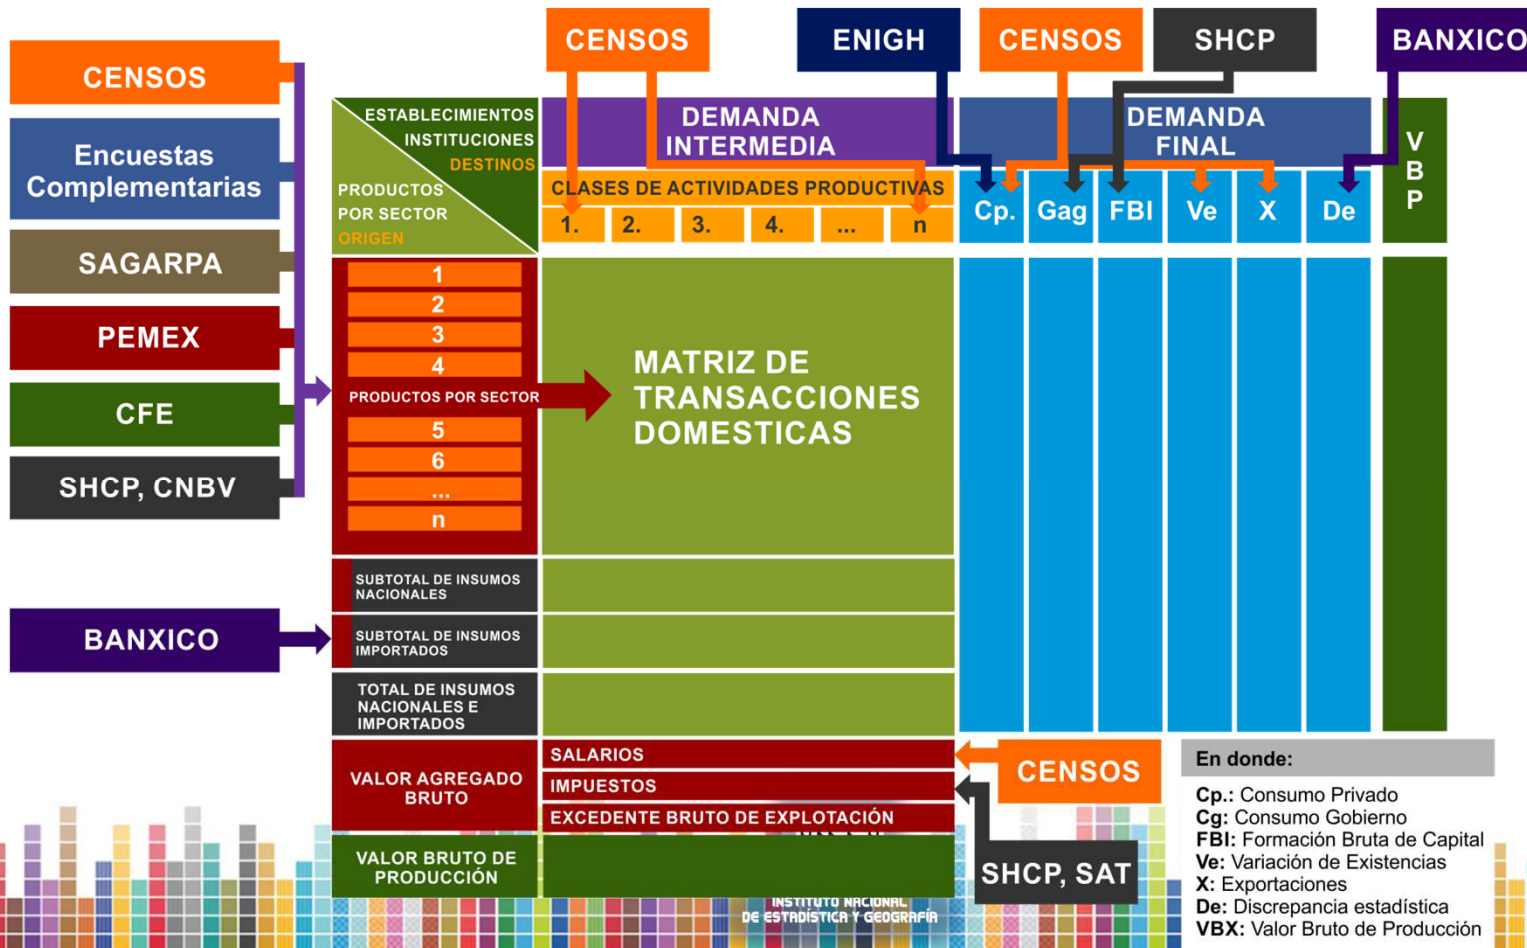 CENSOS
ENIGH
CENSOS
SHCP
BANXICO
CENSOS
Encuestas
Complementarias
SAGARPA
PEMEX
CFE
SHCP, CNBV
BANXICO
ESTABLECIMIENTOS
INSTITUCIONES
DESTINOS
PRODUCTOS
POR SECTOR
ORIGEN
DEMANDA
INTERMEDIA
CLASES DE ACTIVIDADES PRODUCTIVAS
1. 2. 3. 4. ... n
DEMANDA
FINAL
Cp. Gag FBI Ve X De
V
B
P
1
2
3
4
PRODUCTOS POR SECTOR
5
6
...
n
MATRIZ DE
TRANSACCIONES
DOMESTICAS
SUBTOTAL DE INSUMOS
NACIONALES
SUBTOTAL DE INSUMOS
IMPORTADOS
TOTAL DE INSUMOS
NACIONALES E
IMPORTADOS
VALOR AGREGADO
BRUTO
SALARIOS
IMPUESTOS
EXCEDENTE BRUTO DE EXPLOTACIÓN
VALOR BRUTO DE
PRODUCCIÓN
CENSOS
SHCP, SAT
En donde:
Cp.: Consumo Privado
Cg: Consumo Gobierno
FBI: Formación Bruta de Capital
Ve: Variación de Existencias
X: Exportaciones
De: Discrepancia estadística
VBX: Valor Bruto de Producción
INSTITUTO NACIONAL
DE ESTADÍSTICA Y GEOGRAFÍA